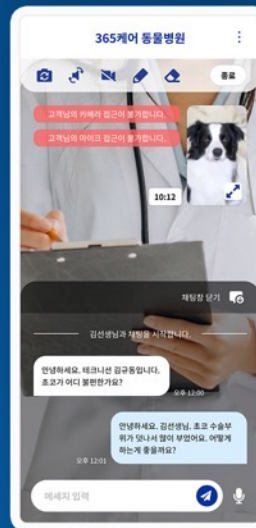 365케어 동물병원
종료
고객님의 카메라 접근이 불가합니다.
고객님의 마이크 접근이 불가합니다.
10:12
채팅창 닫기
김선생님과 채팅을 시작합니다.
안녕하세요. 테크니션 김규동입니다.
초코가 어디 불편한가요?
오후 12:00
안녕하세요. 김선생님. 초코 수술부
위가 덧나서 많이 부었어요. 어떻게
하는게 좋을까요?
오후 12:01
메세지 입력